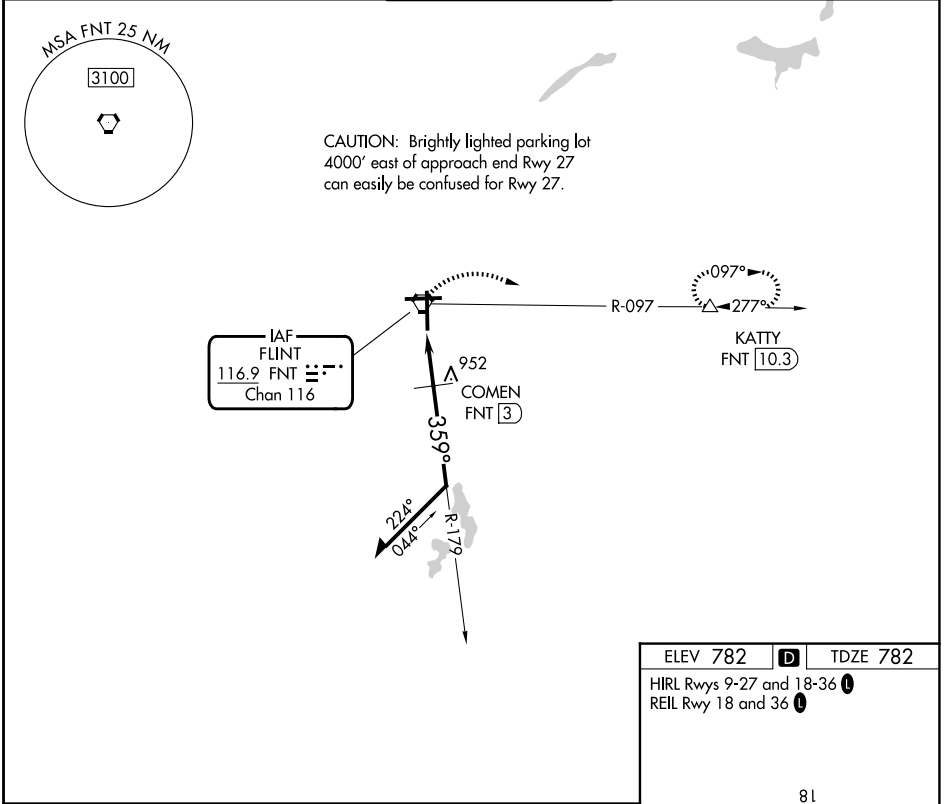 MSA FNT 25 NM
3100
CAUTION: Brightly lighted parking lot
4000' east of approach end Rwy 27
can easily be confused for Rwy 27.
097°
R-097
277°
KATTY
FNT 10.3
IAF
FLINT
116.9 FNT
Chan 116
952
COMEN
FNT 3
359°
224°
044°
R-179
ELEV 782 D TDZE 782
HIRL Rwys 9-27 and 18-36 L
REIL Rwy 18 and 36 L
18